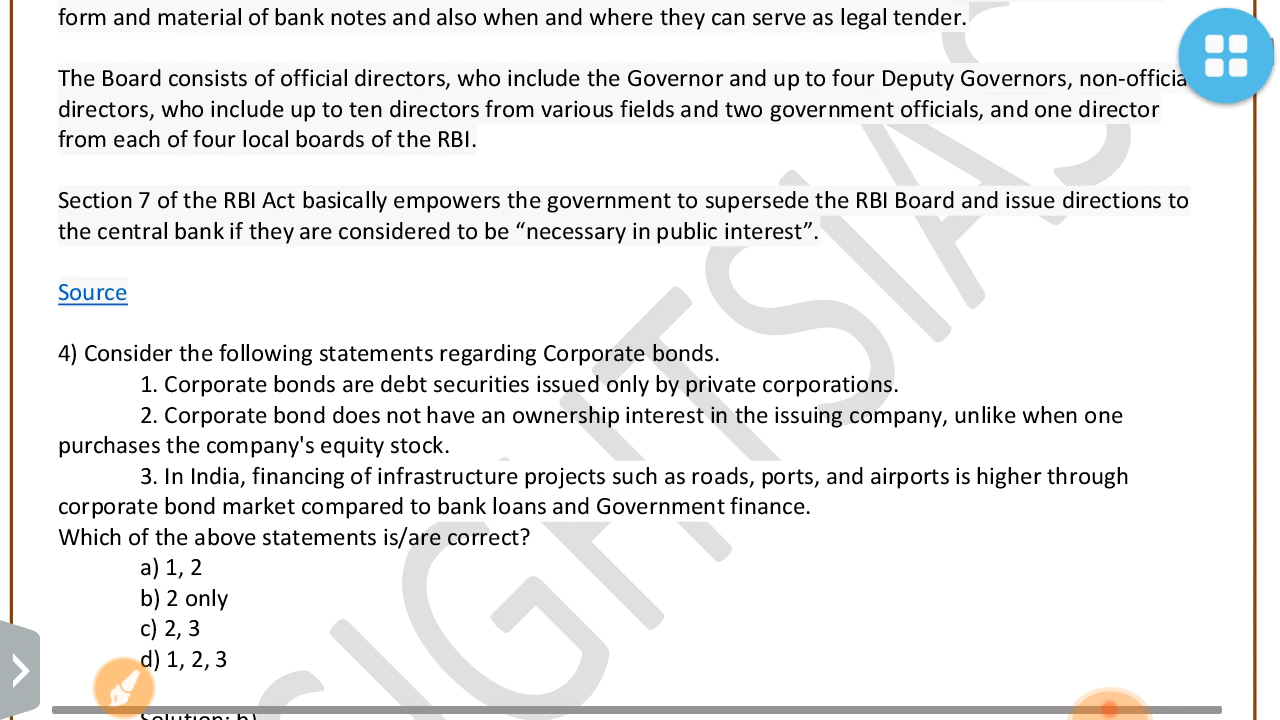 form and material of bank notes and also when and where they can serve as legal tender.
The Board consists of official directors, who include the Governor and up to four Deputy Governors, non-officia
directors, who include up to ten directors from various fields and two government officials, and one director
from each of four local boards of the RBI.
Section 7 of the RBI Act basically empowers the government to supersede the RBI Board and issue directions to
the central bank if they are considered to be “necessary in public interest”.
Source
4) Consider the following statements regarding Corporate bonds.
1. Corporate bonds are debt securities issued only by private corporations.
2. Corporate bond does not have an ownership interest in the issuing company, unlike when one
purchases the company's equity stock.
3. In India, financing of infrastructure projects such as roads, ports, and airports is higher through
corporate bond market compared to bank loans and Government finance.
Which of the above statements is/are correct?
a) 1, 2
b) 2 only
c) 2, 3
d) 1, 2, 3
Solution: b)
SIGHTSIAS